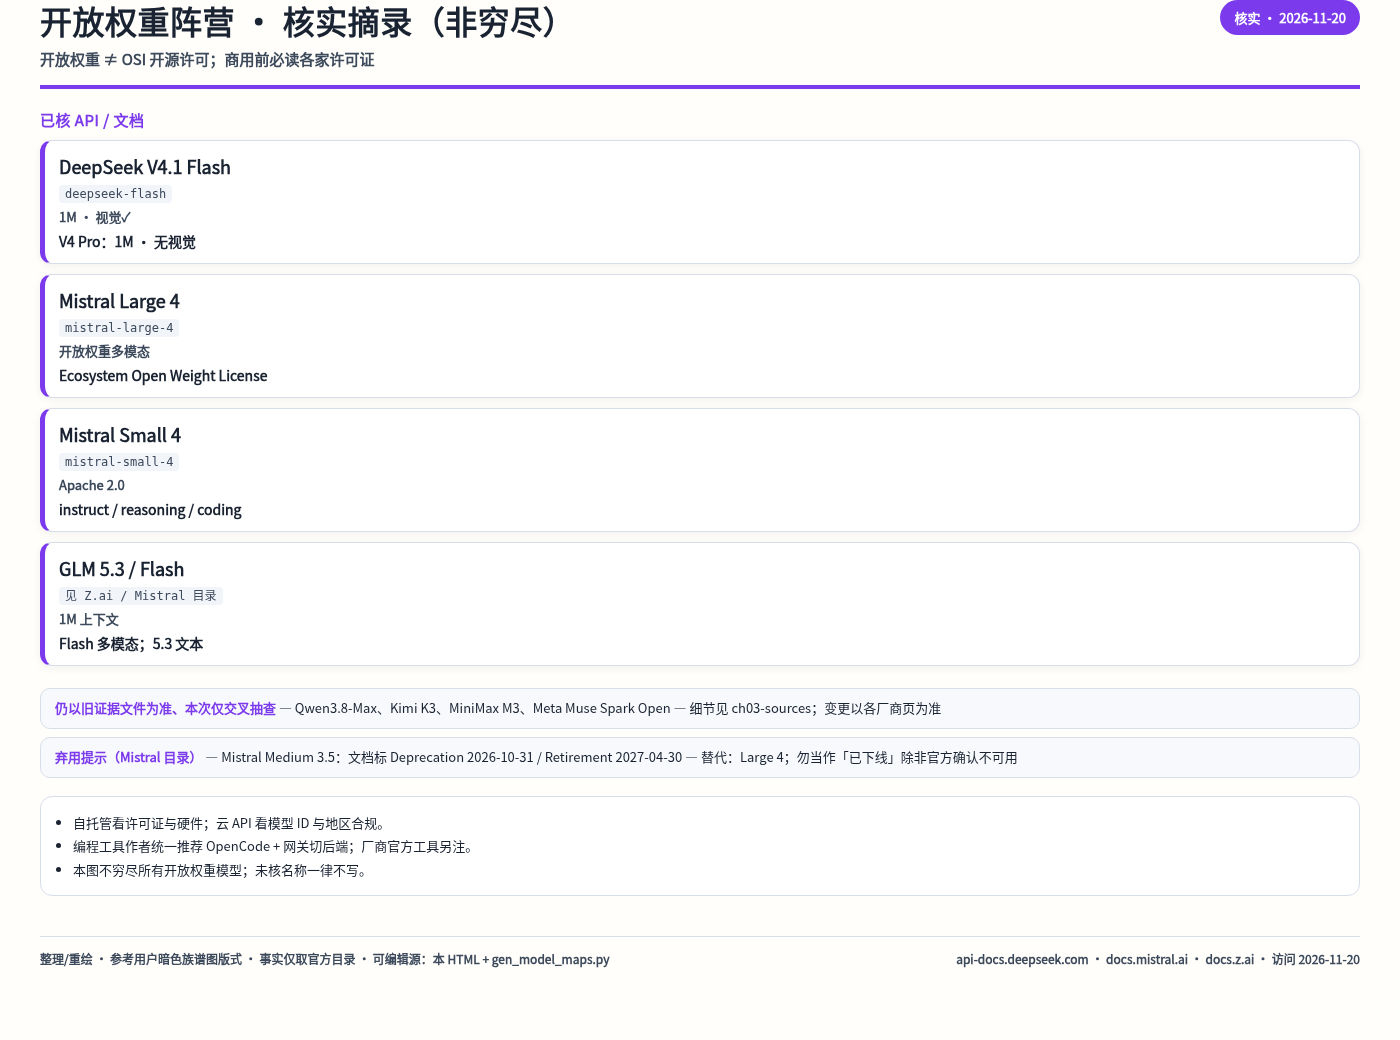 开放权重阵营 · 核实摘录（非穷尽）
核实 · 2026-11-20
开放权重 ≠ OSI 开源许可；商用前必读各家许可证
已核 API / 文档
DeepSeek V4.1 Flash
deepseek-flash
1M · 视觉✓
V4 Pro：1M · 无视觉
Mistral Large 4
mistral-large-4
开放权重多模态
Ecosystem Open Weight License
Mistral Small 4
mistral-small-4
Apache 2.0
instruct / reasoning / coding
GLM 5.3 / Flash
见 Z.ai / Mistral 目录
1M 上下文
Flash 多模态；5.3 文本
仍以旧证据文件为准、本次仅交叉抽查 — Qwen3.8-Max、Kimi K3、MiniMax M3、Meta Muse Spark Open — 细节见 ch03-sources；变更以各厂商页为准
弃用提示（Mistral 目录） — Mistral Medium 3.5：文档标 Deprecation 2026-10-31 / Retirement 2027-04-30 — 替代：Large 4；勿当作「已下线」除非官方确认不可用
• 自托管看许可证与硬件；云 API 看模型 ID 与地区合规。
• 编程工具作者统一推荐 OpenCode + 网关切后端；厂商官方工具另注。
• 本图不穷尽所有开放权重模型；未核名称一律不写。
整理/重绘 · 参考用户暗色族谱图版式 · 事实仅取官方目录 · 可编辑源：本 HTML + gen_model_maps.py
api-docs.deepseek.com · docs.mistral.ai · docs.z.ai · 访问 2026-11-20